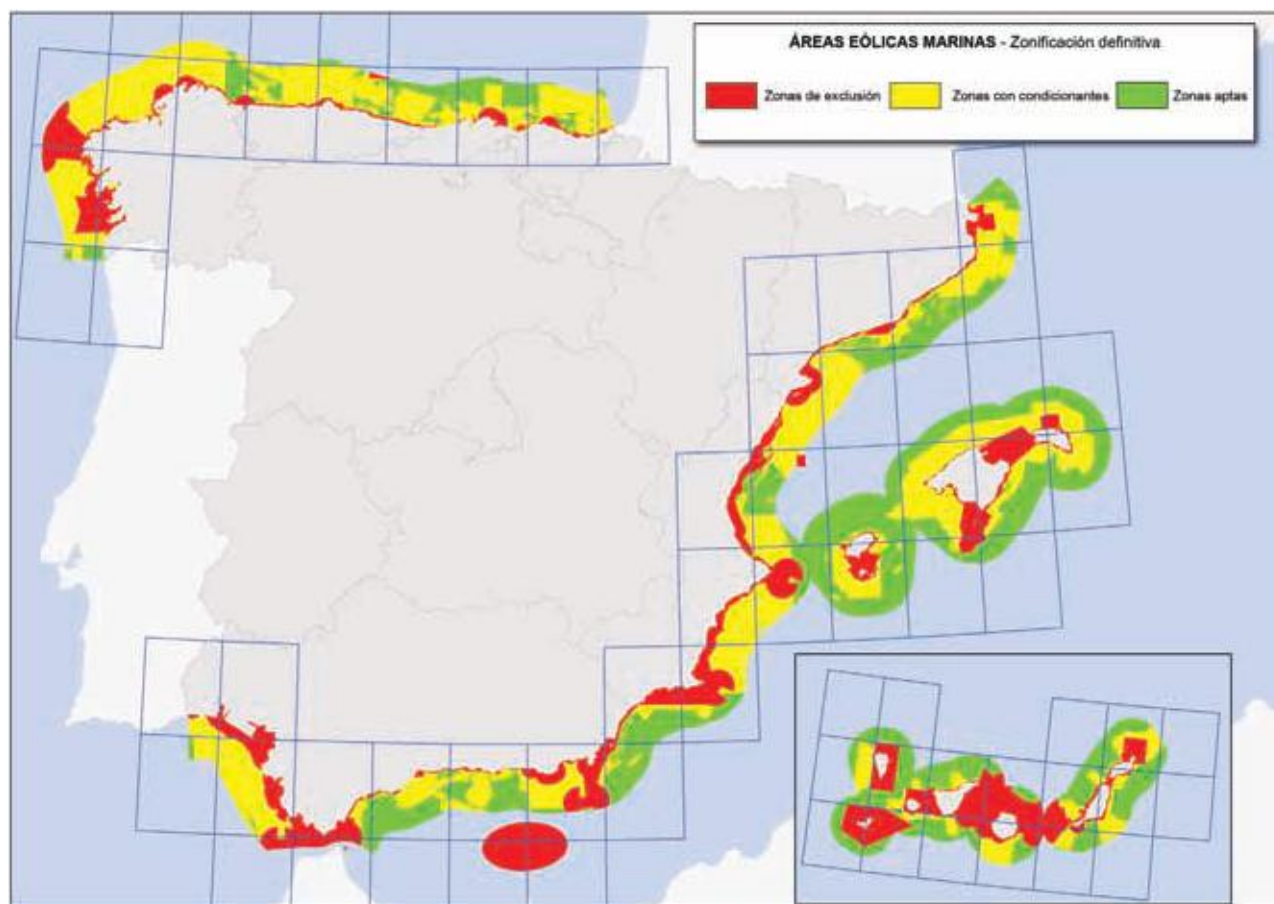 ÁREAS EÓLICAS MARINAS - Zonificación definitiva
Zonas de exclusión Zonas con condicionantes Zonas aptas